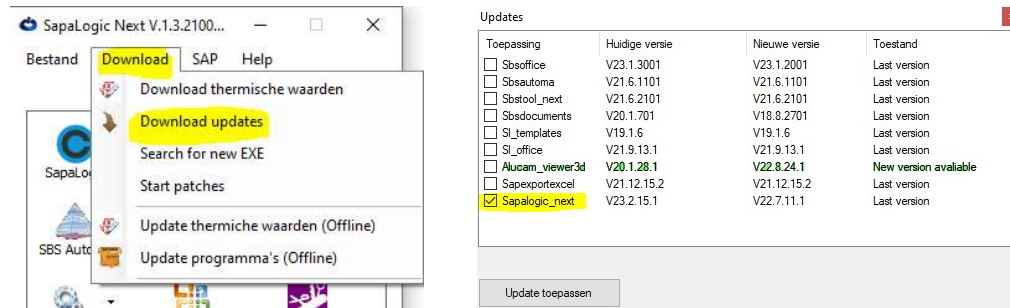 SapaLogic Next V.1.3.2100...
Bestand Download SAP Help
Download thermische waarden
Download updates
Search for new EXE
Start patches
Update thermiche waarden (Offline)
Update programma's (Offline)
SapaLo
SBS Auto
Updates
Toepassing Huidige versie Nieuwe versie Toestand
Sbsoffice V23.1.3001 V23.1.2001 Last version
Sbsautoma V21.6.1101 V21.6.1101 Last version
Sbstool_next V21.6.2101 V21.6.2101 Last version
Sbsdocuments V20.1.701 V18.8.2701 Last version
Sl_templates V19.1.6 V19.1.6 Last version
Sl_office V21.9.13.1 V21.9.13.1 Last version
Alucam_viewer3d V20.1.28.1 V22.8.24.1 New version avaliable
Sapexportexcel V21.12.15.2 V21.12.15.2 Last version
Sapalogic_next V23.2.15.1 V22.7.11.1 Last version
Update toepassen